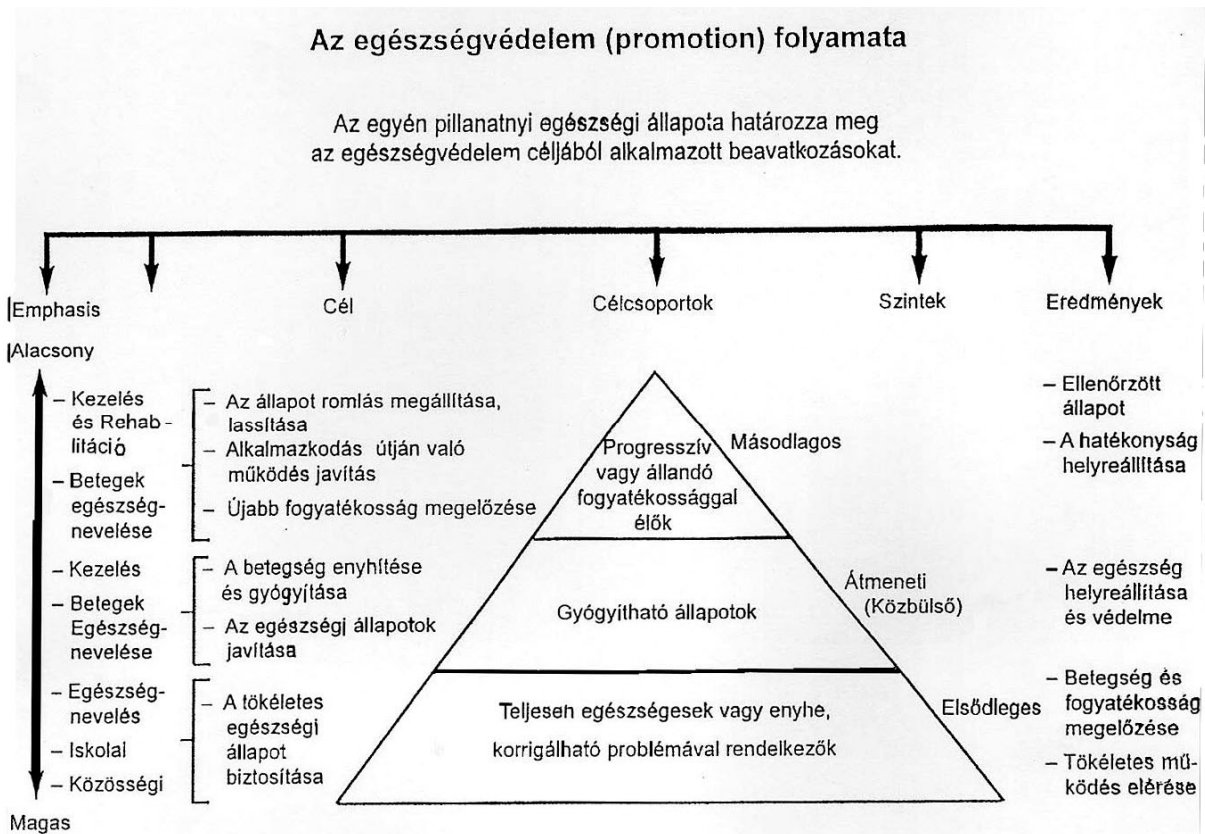 Az egészségvédelem (promotion) folyamata
Az egyén pillanatnyi egészségi állapota határozza meg
az egészségvédelem céljából alkalmazott beavatkozásokat.
Emphasis
Cél
Célcsoportok
Szintek
Eredmények
Alacsony
– Kezelés
és Rehab -
litáció
– Betegek
egészség-
nevelése
– Az állapot romlás megállítása,
lassítása
– Alkalmazkodás útján való
működés javítás
– Újabb fogyatékosság megelőzése
Progresszív
vagy állandó
fogyatékossággal
élők
Másodlagos
– Ellenőrzött
állapot
– A hatékonyság
helyreállítása
– Kezelés
– Betegek
Egészség-
nevelése
– A betegség enyhítése
és gyógyítása
– Az egészségi állapotok
javítása
Gyógyítható állapotok
Átmeneti
(Közbülső)
– Az egészség
helyreállítása
és védelme
– Egészség-
nevelés
– Iskolai
– Közösségi
– A tökéletes
egészségi
állapot
biztosítása
Teljesen egészségesek vagy enyhe,
korrigálható problémával rendelkezők
Elsődleges
– Betegség és
fogyatékosság
megelőzése
– Tökéletes mű-
ködés elérése
Magas